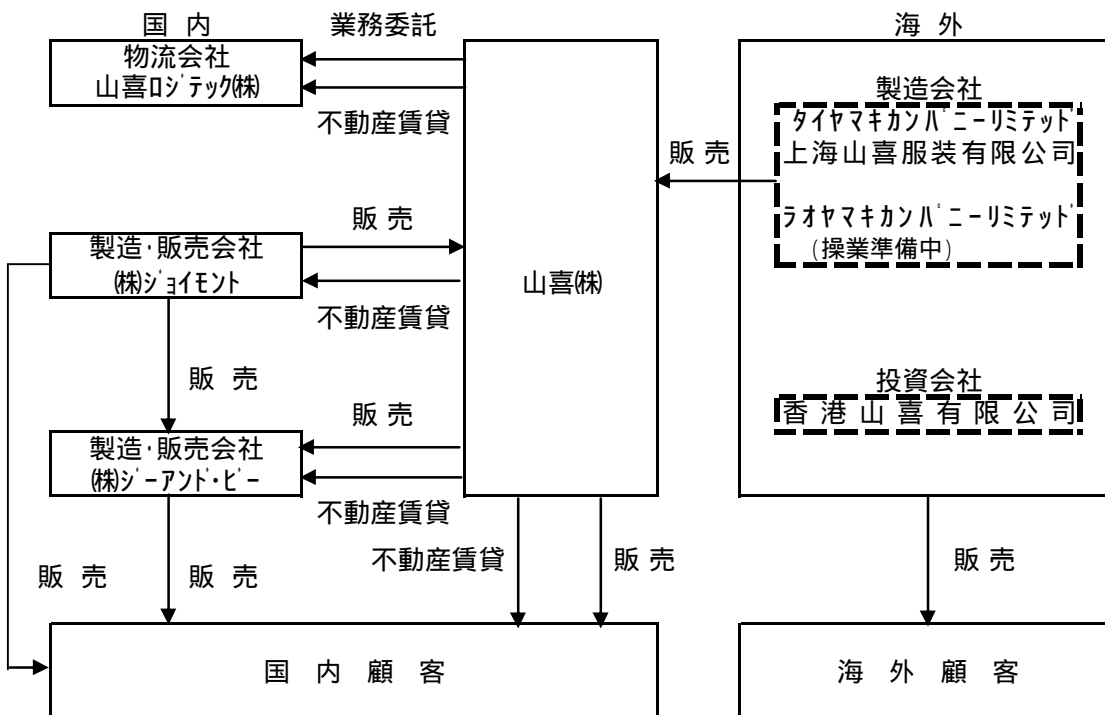 国 内
業務委託
海 外
物流会社
山喜ﾛｼﾞﾃｯｸ㈱
不動産賃貸
製造会社
ﾀｲﾔﾏｷｶﾝﾊﾟﾆｰﾘﾐﾃｯﾄﾞ
上海山喜服装有限公司
ﾗｵﾔﾏｷｶﾝﾊﾟﾆｰﾘﾐﾃｯﾄﾞ
(操業準備中)
販 売
販 売
製造･販売会社
㈱ｼﾞｮｲﾓﾝﾄ
不動産賃貸
山喜㈱
販 売
投資会社
香 港 山 喜 有 限 公 司
販 売
製造･販売会社
㈱ｼﾞｰｱﾝﾄﾞ･ﾋﾞｰ
不動産賃貸
不動産賃貸
販 売
販 売
販 売
販 売
国 内 顧 客
海 外 顧 客